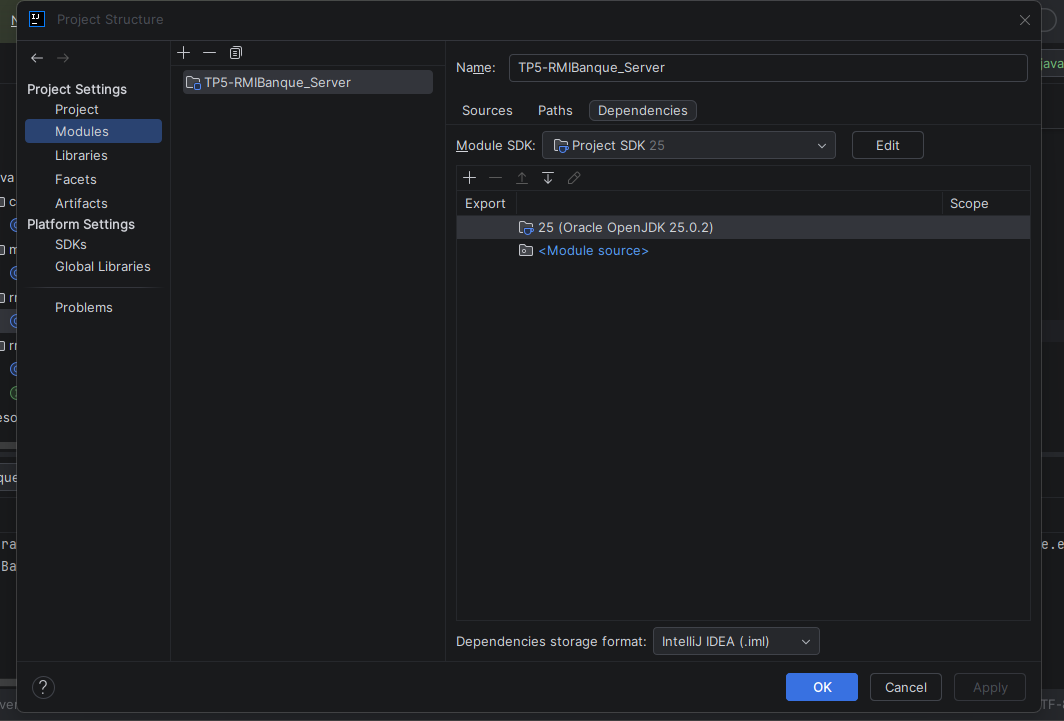 Project Structure
Project Settings
Project
Modules
Libraries
Facets
Artifacts
Platform Settings
SDKs
Global Libraries
Problems
TP5-RMIBanque_Server
Name: TP5-RMIBanque_Server
Sources Paths Dependencies
Module SDK: Project SDK 25 Edit
Export Scope
25 (Oracle OpenJDK 25.0.2)
<Module source>
Dependencies storage format: IntelliJ IDEA (.iml)
? OK Cancel Apply